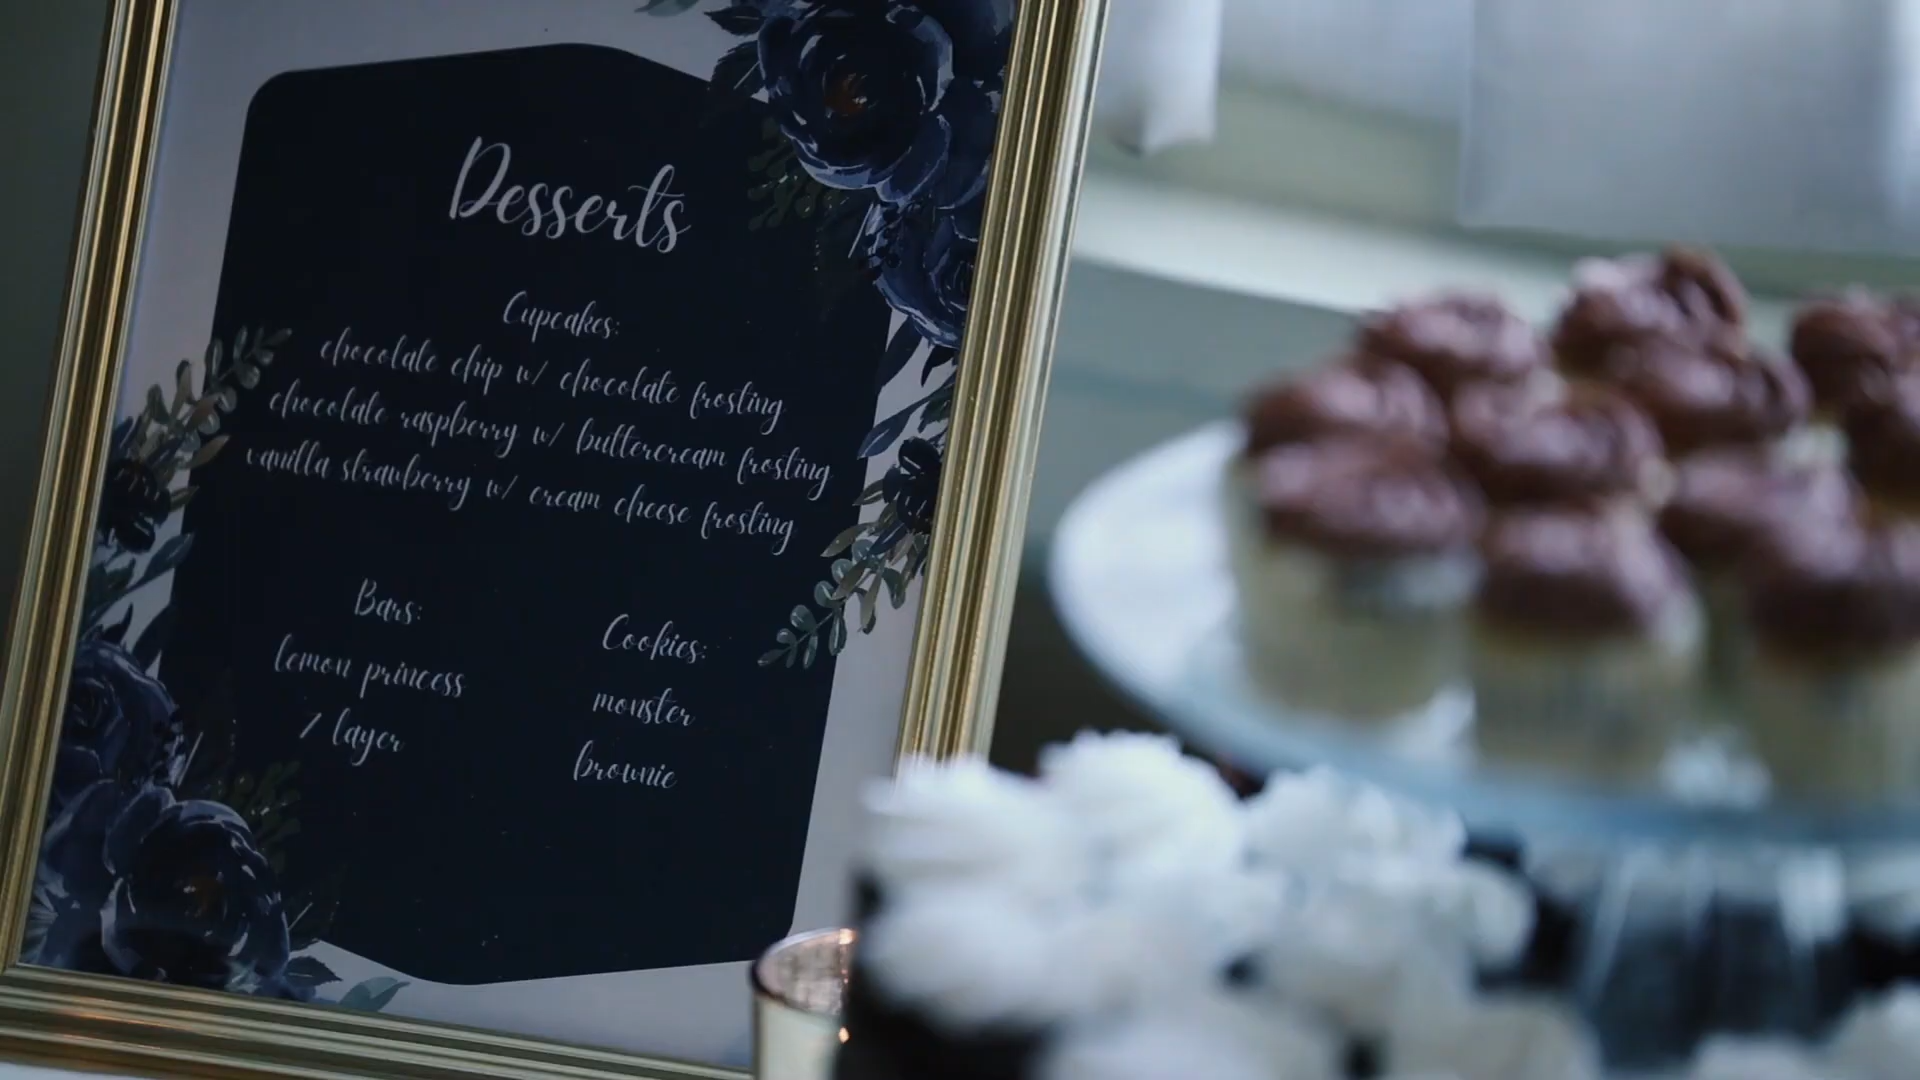 Desserts
Cupcakes:
chocolate chip w/ chocolate frosting
chocolate raspberry w/ buttercream frosting
vanilla strawberry w/ cream cheese frosting
Bars:
lemon princess
7 layer
Cookies:
monster
brownie